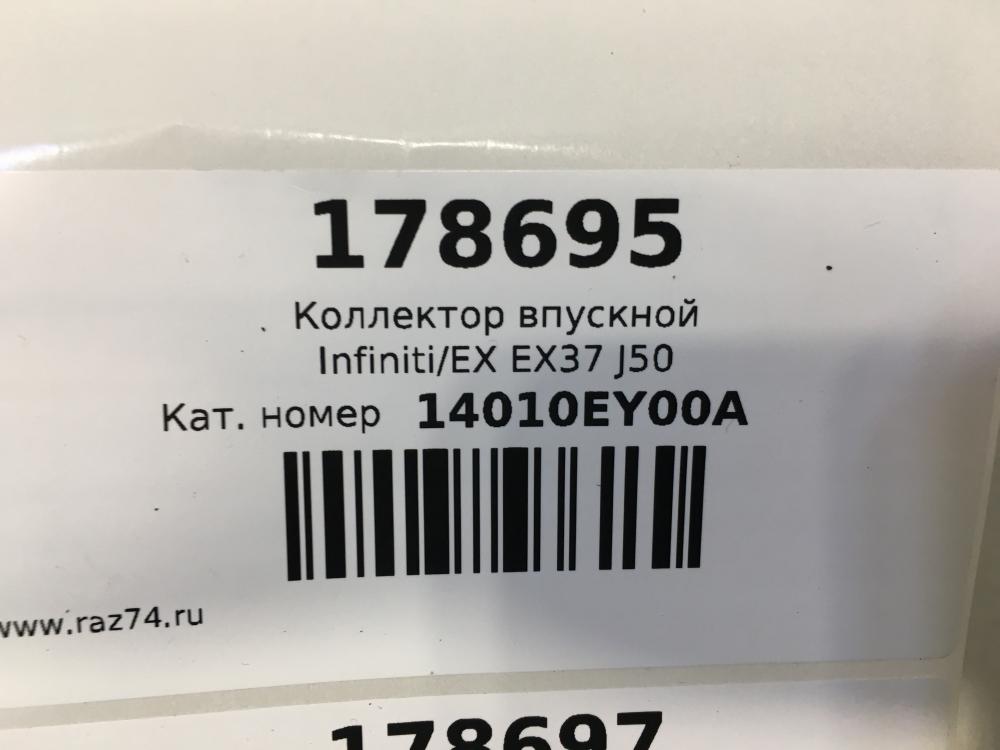 178695
Коллектор впускной
Infiniti/EX EX37 J50
Кат. номер 14010EY00A
www.raz74.ru
178697